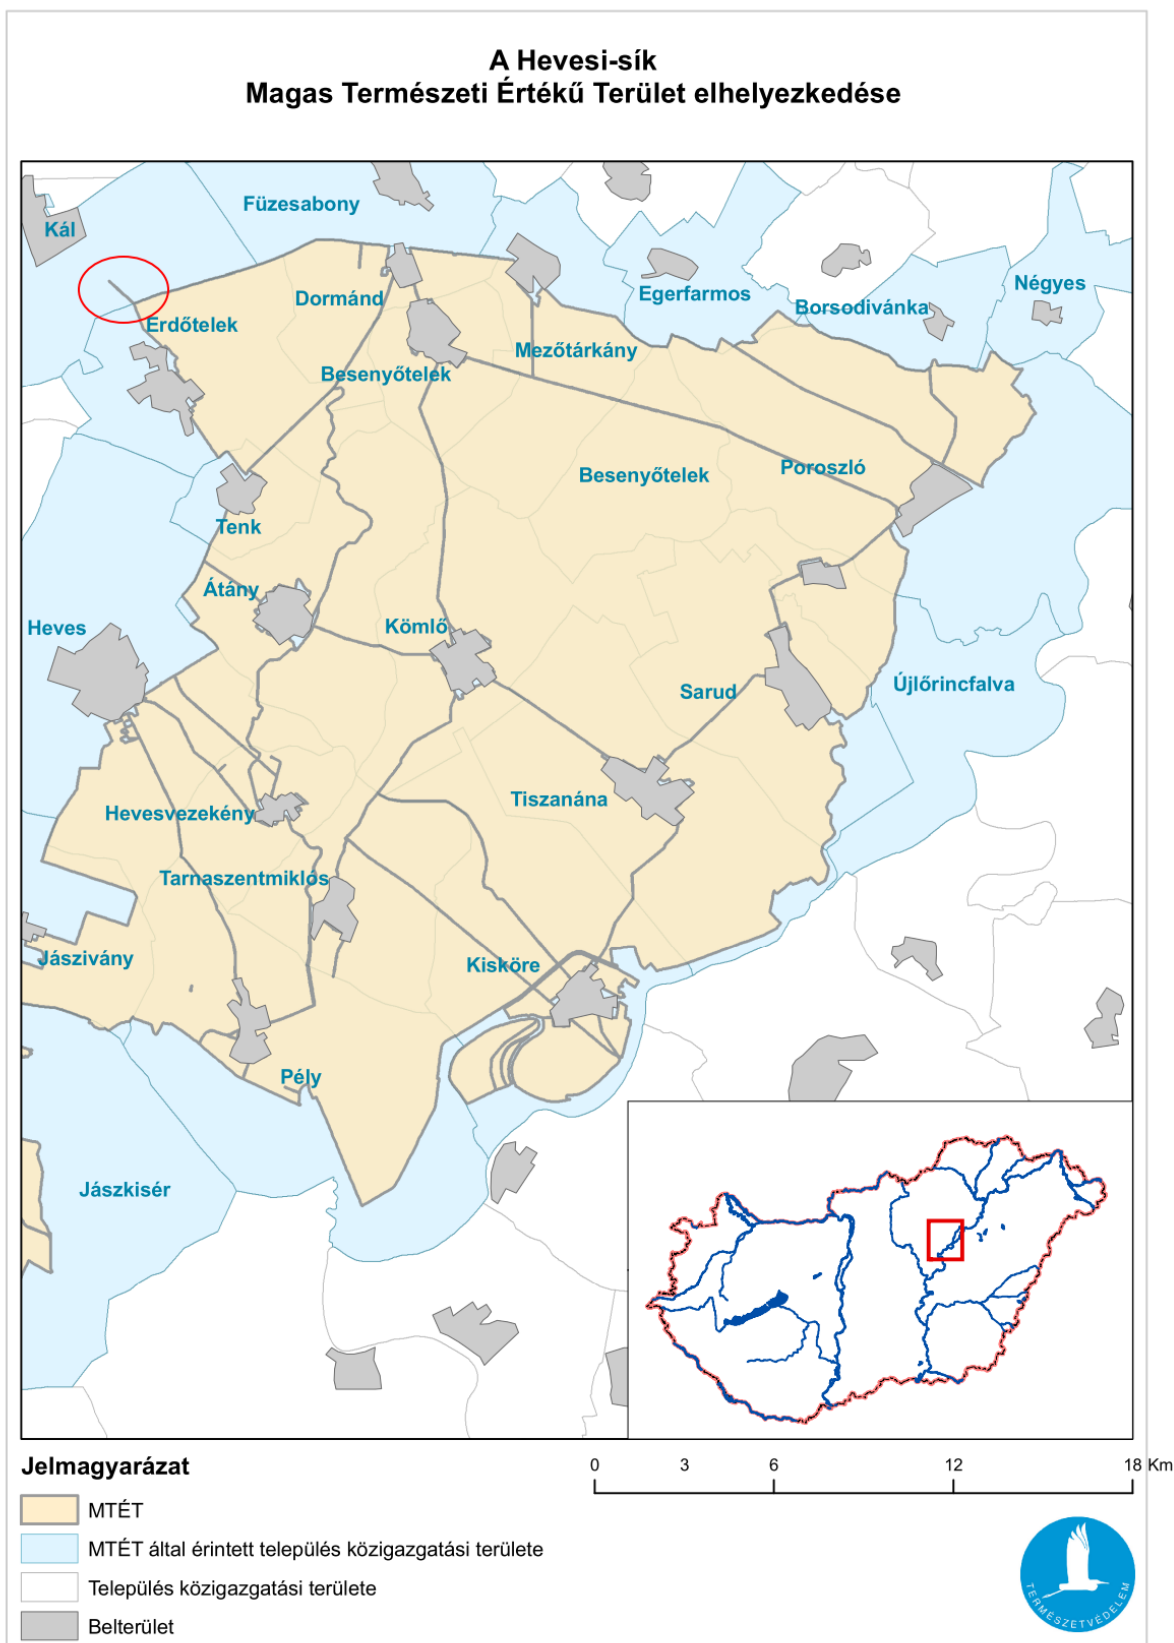 A Hevesi-sík
Magas Természeti Értékű Terület elhelyezkedése
Füzesabony
Kál
Négyes
Egerfarmos
Dormánd
Borsodivánka
Erdőtelek
Mezőtárkány
Besenyőtelek
Poroszló
Besenyőtelek
Tenk
Átány
Heves
Kömlő
Újlőrincfalva
Sarud
Tiszanána
Hevesvezekény
Tarnaszentmiklós
Jászivány
Kisköre
Pély
Jászkisér
Jelmagyarázat
0 3 6 12 18 Km
MTÉT
MTÉT által érintett település közigazgatási területe
Település közigazgatási területe
Belterület
TERMÉSZETVÉDELEM